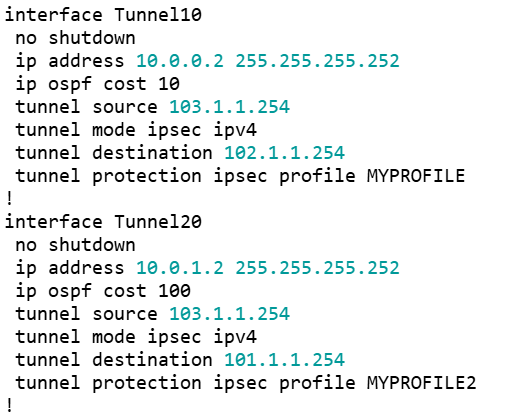 interface Tunnel10
 no shutdown
 ip address 10.0.0.2 255.255.255.252
 ip ospf cost 10
 tunnel source 103.1.1.254
 tunnel mode ipsec ipv4
 tunnel destination 102.1.1.254
 tunnel protection ipsec profile MYPROFILE
!
interface Tunnel20
 no shutdown
 ip address 10.0.1.2 255.255.255.252
 ip ospf cost 100
 tunnel source 103.1.1.254
 tunnel mode ipsec ipv4
 tunnel destination 101.1.1.254
 tunnel protection ipsec profile MYPROFILE2
!